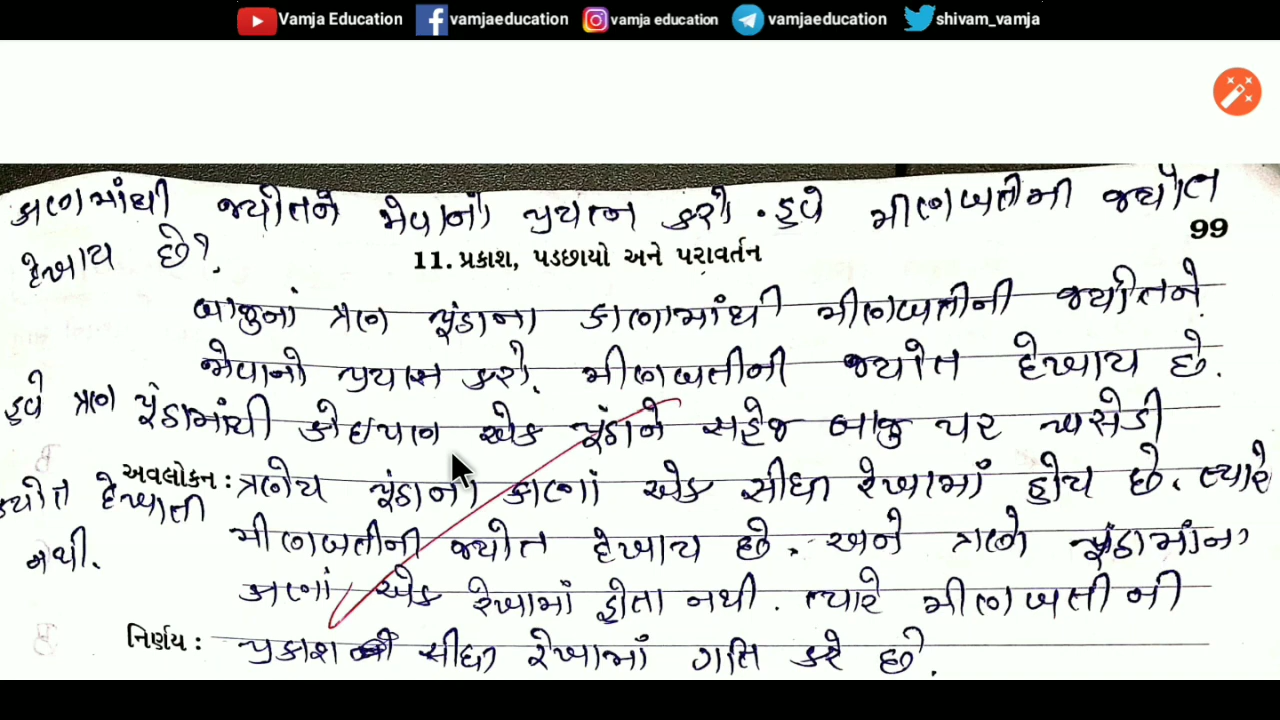 Vamja Education vamjaeducation vamja education vamjaeducation shivam_vamja
કાણામાંથી જ્યોતને જોવાનો પ્રયત્ન કરો. હવે મીણબત્તીની જ્યોત
99
દેખાય છે?
11. પ્રકાશ, પડછાયો અને પરાવર્તન
બાજુનાં ત્રણ પૂંઠાના કાણામાંથી મીણબત્તીની જ્યોતને
જોવાનો પ્રયાસ કરો. મીણબતીની જ્યોત દેખાય છે.
હવે ત્રણ પૂંઠામાંથી કોઇપણ એક પૂંઠાને સહેજ બાજુ પર ખસેડી
અવલોકન : ત્રણેય પૂંઠાના કાણાં એક સીધી રેખામાં હોય છે. ત્યારે
જ્યોત દેખાતી
મીણબતીની જ્યોત દેખાય છે. અને ત્રણે પૂંઠામાંના
નથી.
કાણાં એક રેખામાં હોતા નથી. ત્યારે મીણબતીની
નિર્ણય : પ્રકાશ સીધી રેખામાં ગતિ કરે છે.